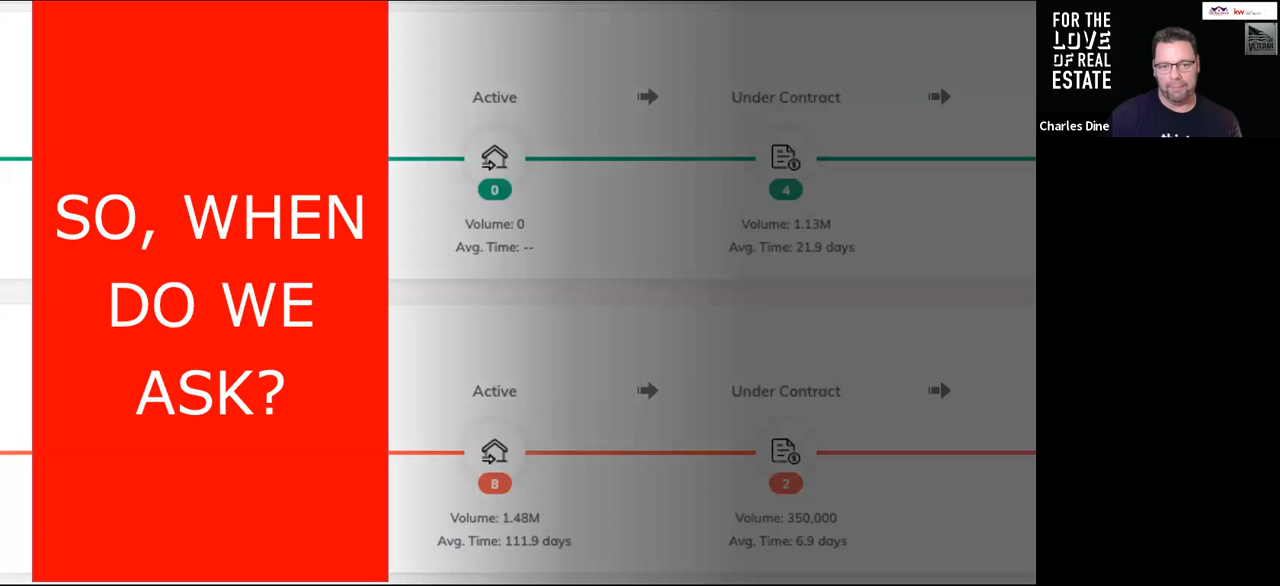 SO, WHEN
DO WE
ASK?
Active
Under Contract
0
4
Volume: 0
Volume: 1.13M
Avg. Time: --
Avg. Time: 21.9 days
Active
Under Contract
8
2
Volume: 1.48M
Volume: 350,000
Avg. Time: 111.9 days
Avg. Time: 6.9 days
FOR THE
LOVE
OF REAL
ESTATE
kw
VETERAN
Charles Dine